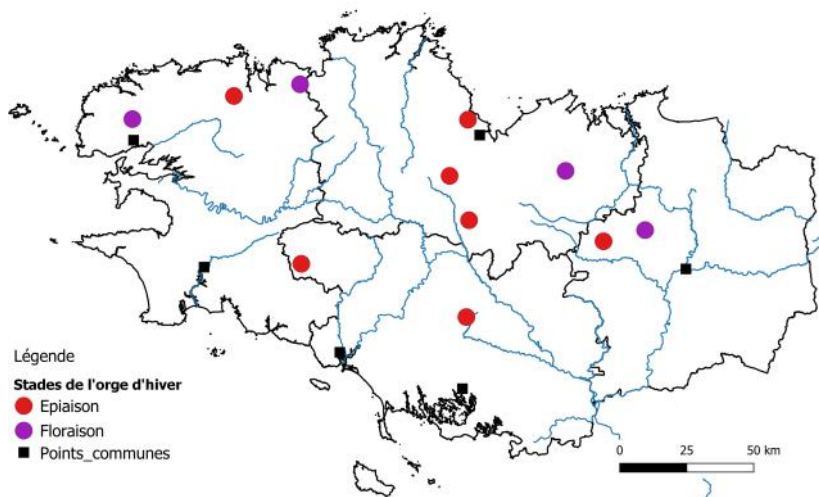 Légende
Stades de l'orge d'hiver
Epiaison
Floraison
Points_communes
0 25 50 km